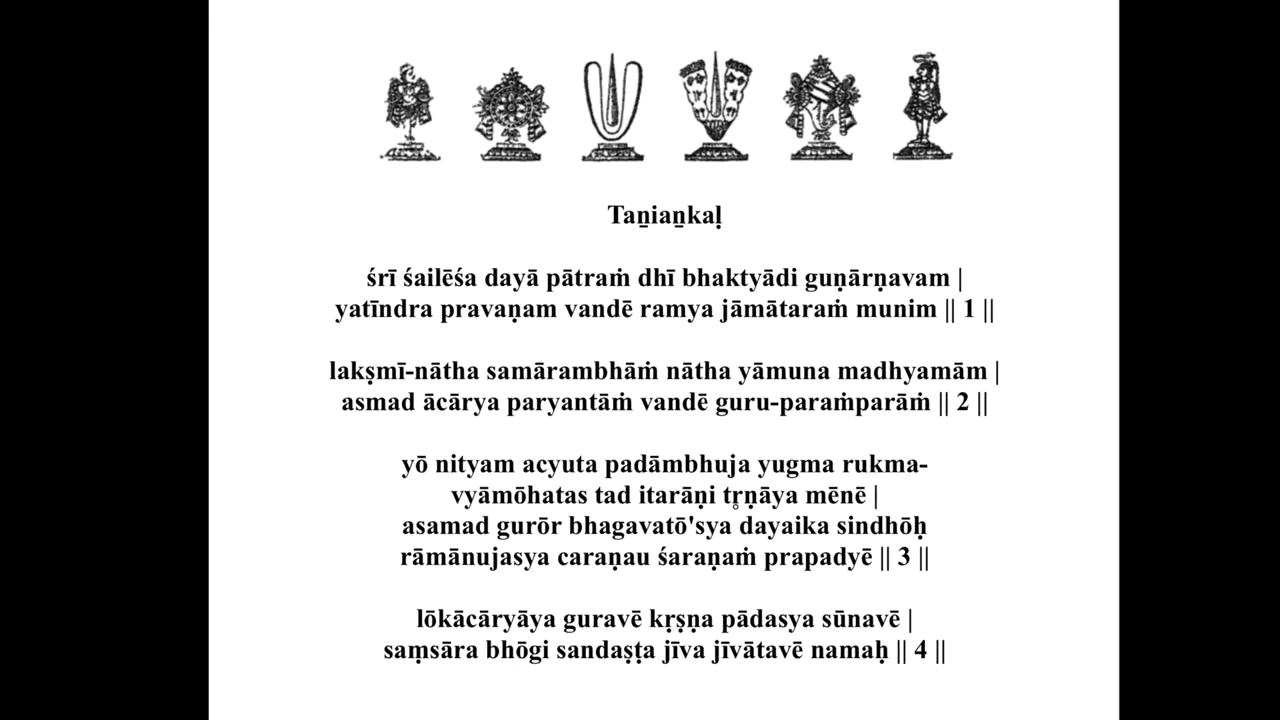 Taṉiaṉkaḷ
śrī śailēśa dayā pātraṁ dhī bhaktyādi guṇārṇavam |
yatīndra pravaṇam vandē ramya jāmātaraṁ munim || 1 ||
lakṣmī-nātha samārambhāṁ nātha yāmuna madhyamām |
asmad ācārya paryantāṁ vandē guru-paraṁparāṁ || 2 ||
yō nityam acyuta padāmbhuja yugma rukma-
vyāmōhatas tad itarāṇi tr̥ṇāya mēnē |
asamad gurōr bhagavatō'sya dayaika sindhōḥ
rāmānujasya caraṇau śaraṇaṁ prapadyē || 3 ||
lōkācāryāya guravē kṛṣṇa pādasya sūnavē |
saṃsāra bhōgi sandaṣṭa jīva jīvātavē namaḥ || 4 ||